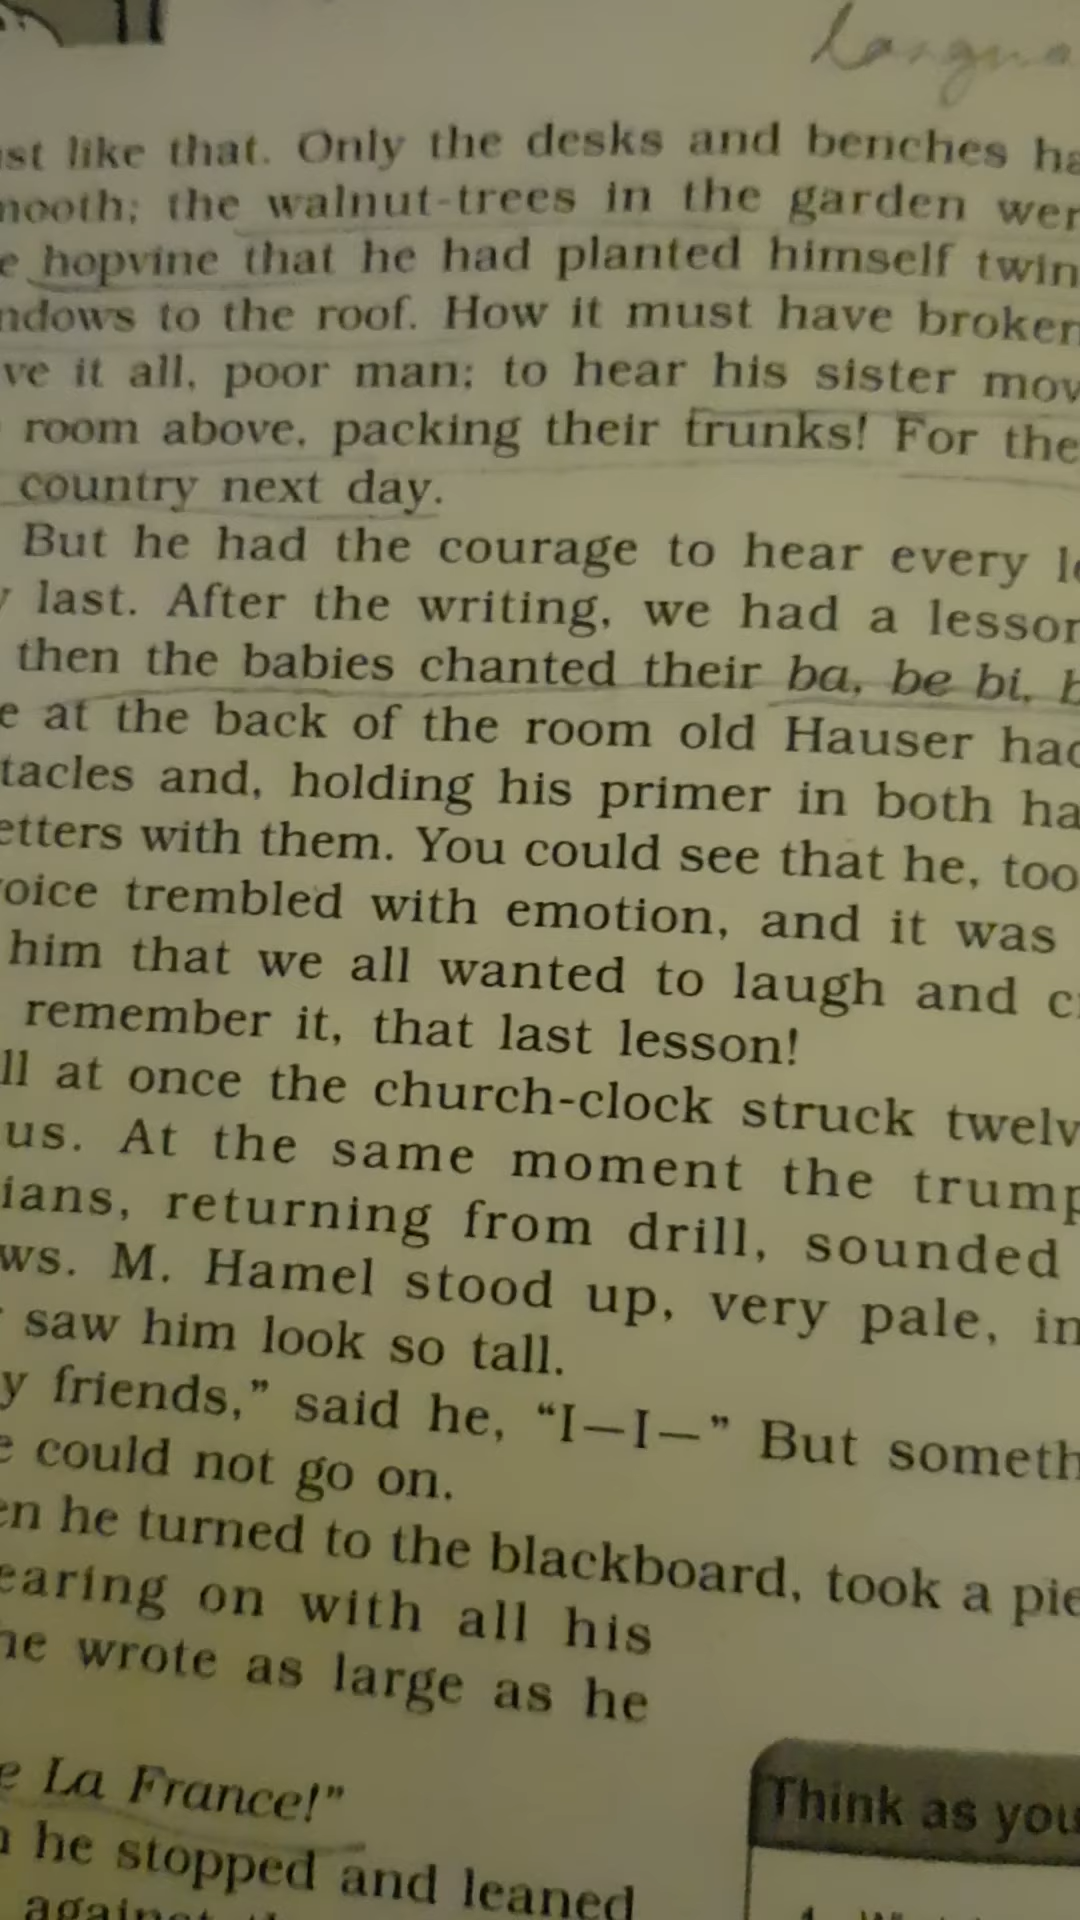 st like that. Only the desks and benches ha
mooth; the walnut-trees in the garden wer
e hopvine that he had planted himself twin
ndows to the roof. How it must have broken
ve it all, poor man; to hear his sister mov
room above, packing their trunks! For the
country next day.
But he had the courage to hear every le
y last. After the writing, we had a lesson
then the babies chanted their ba, be bi, b
e at the back of the room old Hauser had
tacles and, holding his primer in both ha
etters with them. You could see that he, too
voice trembled with emotion, and it was
him that we all wanted to laugh and c
remember it, that last lesson!
ll at once the church-clock struck twelv
us. At the same moment the trump
ians, returning from drill, sounded
ws. M. Hamel stood up, very pale, in
saw him look so tall.
y friends,” said he, “I—I—” But someth
e could not go on.
en he turned to the blackboard, took a pie
earing on with all his
he wrote as large as he
e La France!”
he stopped and leaned
against
Think as you